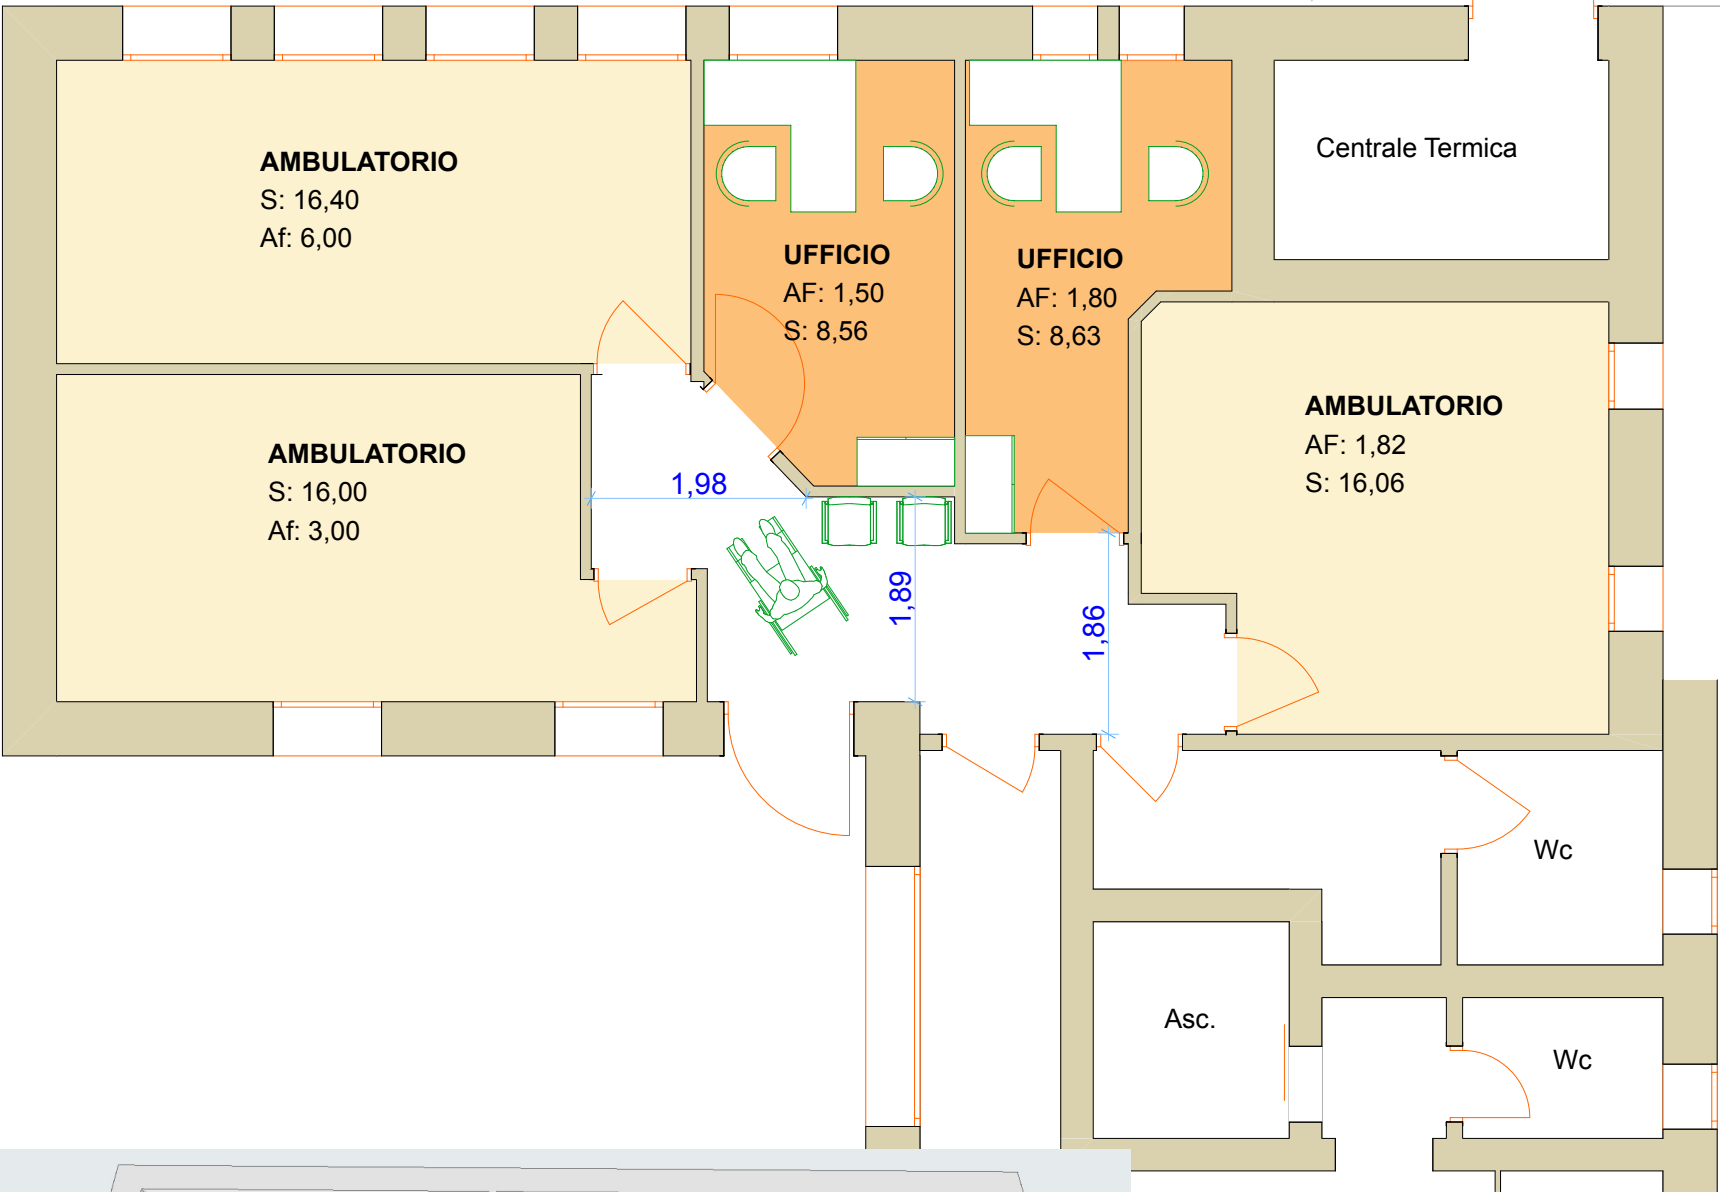 AMBULATORIO
S: 16,40
Af: 6,00
UFFICIO
AF: 1,50
S: 8,56
UFFICIO
AF: 1,80
S: 8,63
Centrale Termica
AMBULATORIO
S: 16,00
Af: 3,00
AMBULATORIO
AF: 1,82
S: 16,06
1,98
1,89
1,86
Wc
Asc.
Wc